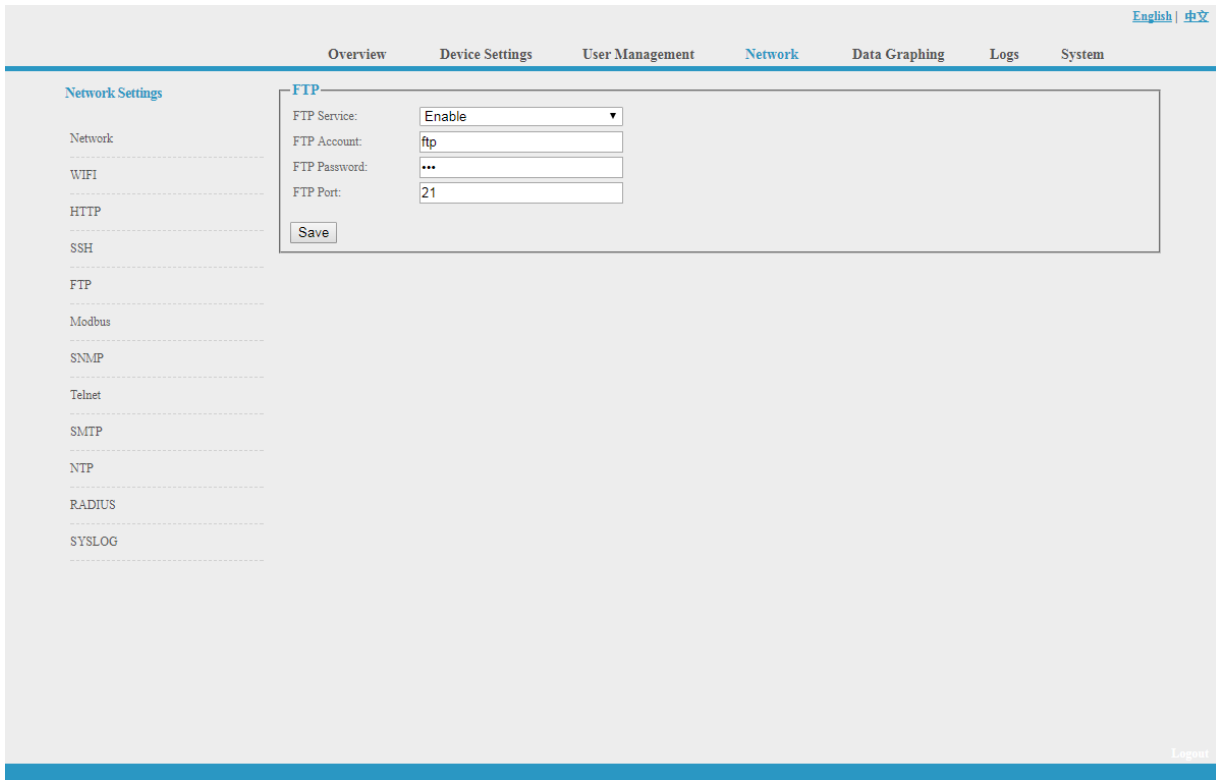 English | 中文
Overview Device Settings User Management Network Data Graphing Logs System
Network Settings
Network
WIFI
HTTP
SSH
FTP
Modbus
SNMP
Telnet
SMTP
NTP
RADIUS
SYSLOG
FTP
FTP Service: Enable
FTP Account: ftp
FTP Password: •••
FTP Port: 21
Save
Logout